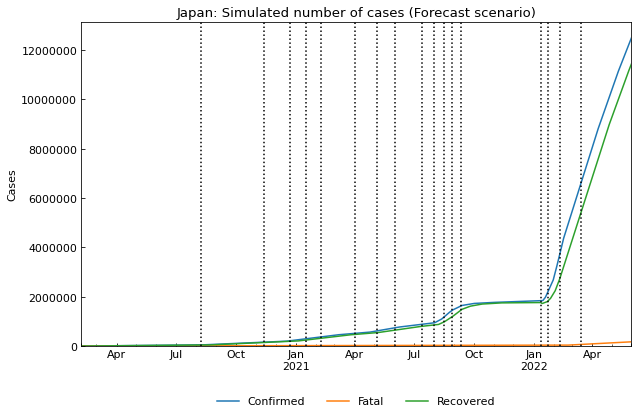 Japan: Simulated number of cases (Forecast scenario)
Cases
12000000
10000000
8000000
6000000
4000000
2000000
0
Apr Jul Oct Jan Apr Jul Oct Jan Apr
2021 2022
Confirmed Fatal Recovered